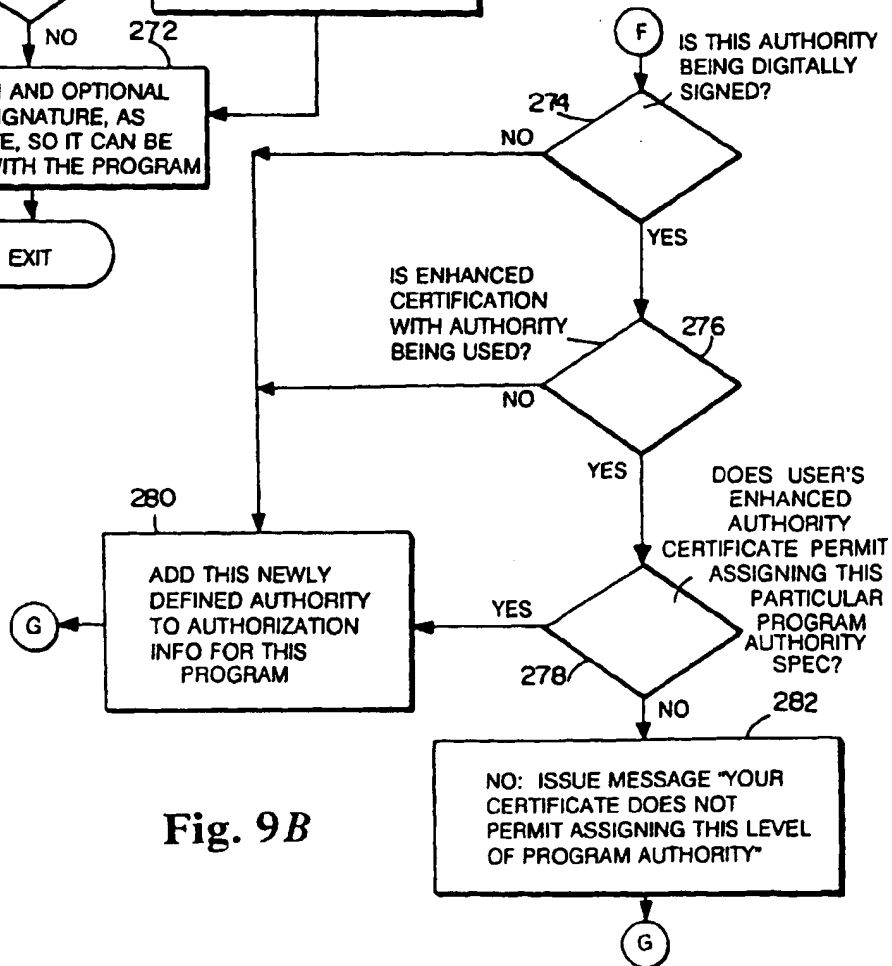 NO
272
AND OPTIONAL
IGNATURE, AS
E, SO IT CAN BE
WITH THE PROGRAM
EXIT
F
IS THIS AUTHORITY
BEING DIGITALLY
SIGNED?
274
NO
YES
IS ENHANCED
CERTIFICATION
WITH AUTHORITY
BEING USED?
276
NO
YES
DOES USER'S
ENHANCED
AUTHORITY
CERTIFICATE PERMIT
ASSIGNING THIS
PARTICULAR
PROGRAM
AUTHORITY
SPEC?
280
ADD THIS NEWLY
DEFINED AUTHORITY
TO AUTHORIZATION
INFO FOR THIS
PROGRAM
G
YES
278
NO
282
NO: ISSUE MESSAGE "YOUR
CERTIFICATE DOES NOT
PERMIT ASSIGNING THIS LEVEL
OF PROGRAM AUTHORITY"
G
Fig. 9B